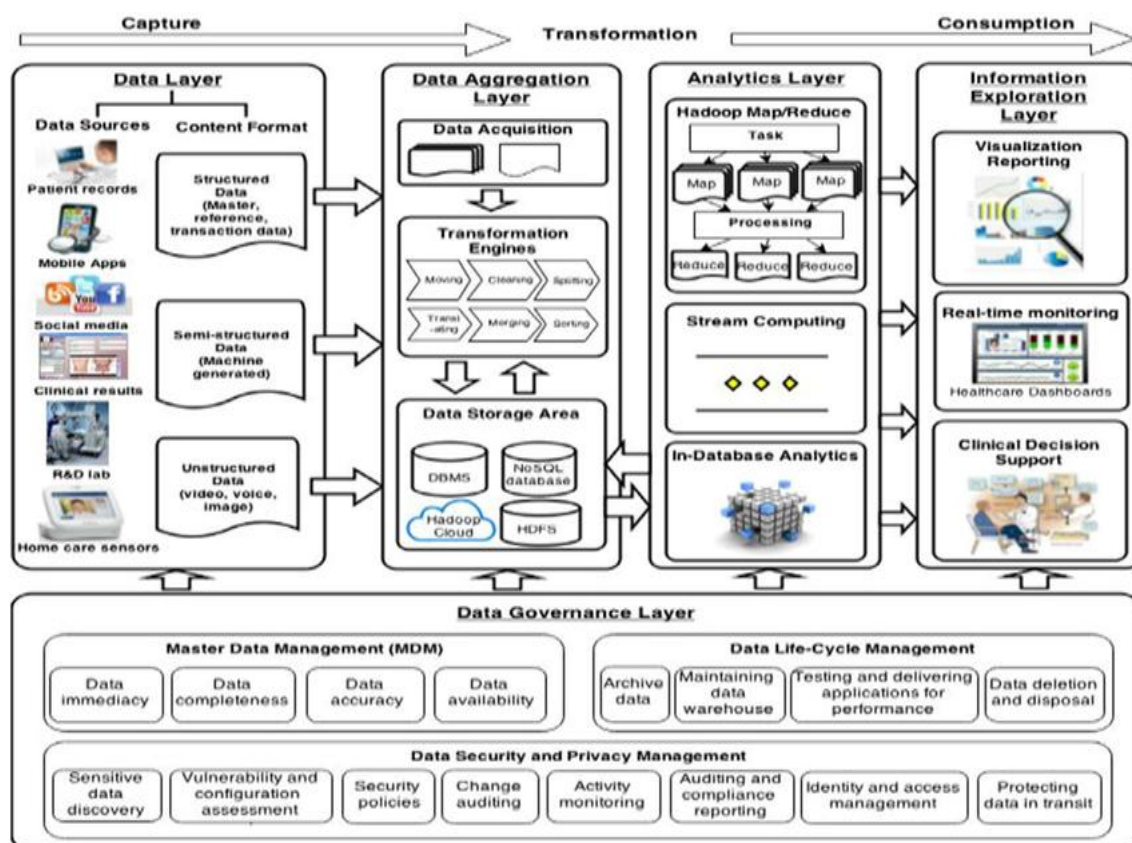 Capture
Transformation
Consumption
Data Layer
Data Sources
Content Format
Patient records
Mobile Apps
You
Tube
Social media
Clinical results
R&D lab
Home care sensors
Structured
Data
(Master,
reference,
transaction data)
Semi-structured
Data
(Machine
generated)
Unstructured
Data
(video, voice,
image)
Data Aggregation
Layer
Data Acquisition
Transformation
Engines
Moving
Cleaning
Splitting
Transl
-ating
Merging
Sorting
Data Storage Area
DBMS
NoSQL
database
Hadoop
Cloud
HDFS
Analytics Layer
Hadoop Map/Reduce
Task
Map
Map
Map
Processing
Reduce
Reduce
Reduce
Stream Computing
In-Database Analytics
Information
Exploration
Layer
Visualization
Reporting
Real-time monitoring
Healthcare Dashboards
Clinical Decision
Support
Data Governance Layer
Master Data Management (MDM)
Data
immediacy
Data
completeness
Data
accuracy
Data
availability
Data Life-Cycle Management
Archive
data
Maintaining
data
warehouse
Testing and delivering
applications for
performance
Data deletion
and disposal
Data Security and Privacy Management
Sensitive
data
discovery
Vulnerability and
configuration
assessment
Security
policies
Change
auditing
Activity
monitoring
Auditing and
compliance
reporting
Identity and access
management
Protecting
data in transit